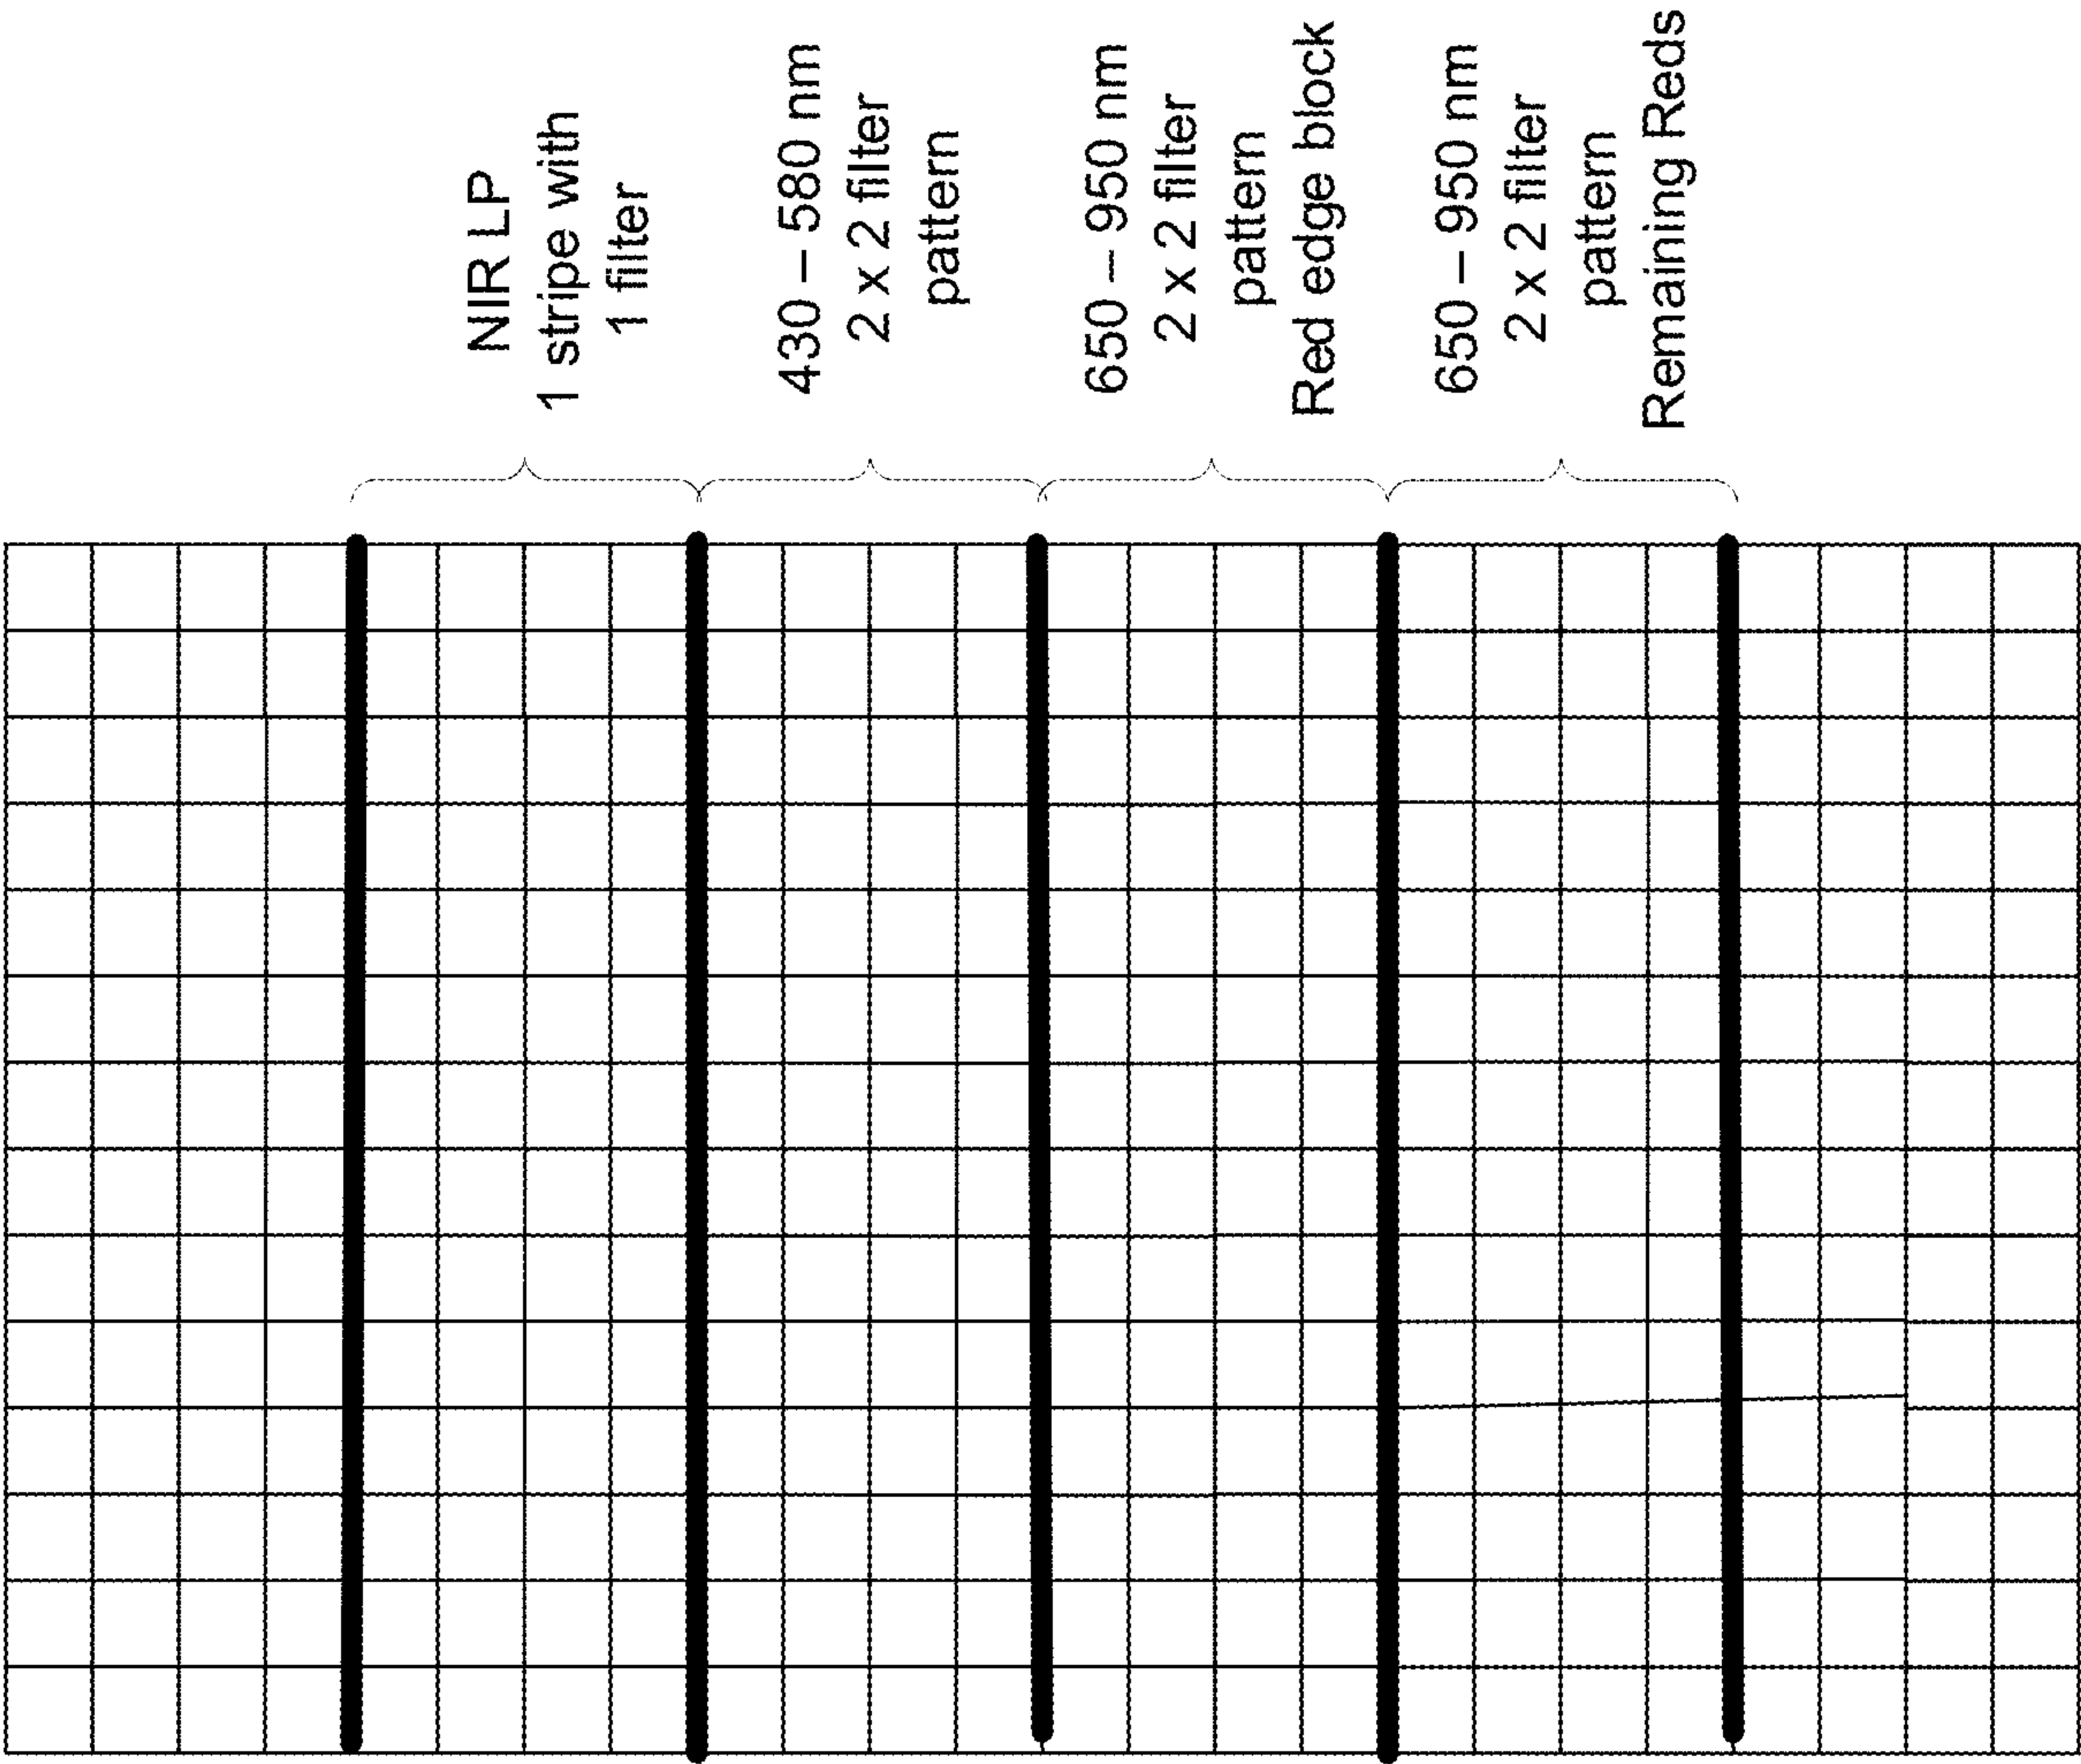 NIR LP
1 stripe with
1 filter
430 – 580 nm
2 x 2 filter
pattern
650 – 950 nm
2 x 2 filter
pattern
Red edge block
650 – 950 nm
2 x 2 filter
pattern
Remaining Reds